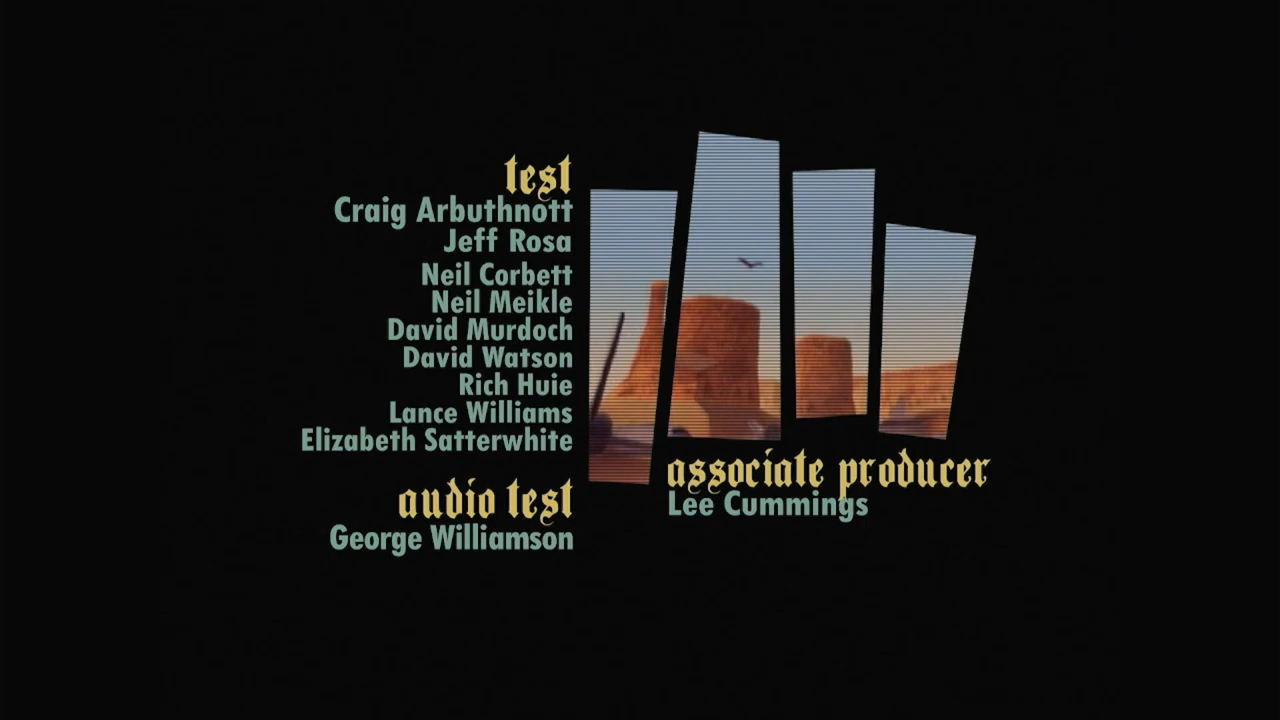 test
Craig Arbuthnott
Jeff Rosa
Neil Corbett
Neil Meikle
David Murdoch
David Watson
Rich Huie
Lance Williams
Elizabeth Satterwhite
audio test
George Williamson
associate producer
Lee Cummings